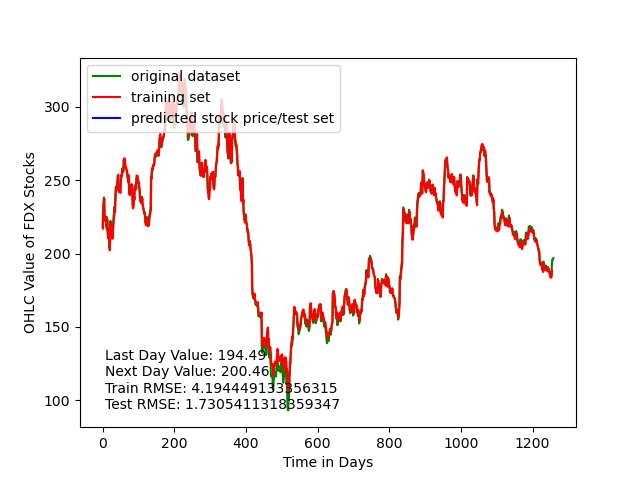 original dataset
training set
predicted stock price/test set
OHLC Value of FDX Stocks
300
250
200
150
100
Last Day Value: 194.49
Next Day Value: 200.46
Train RMSE: 4.194449133356315
Test RMSE: 1.7305411318359347
0 200 400 600 800 1000 1200
Time in Days